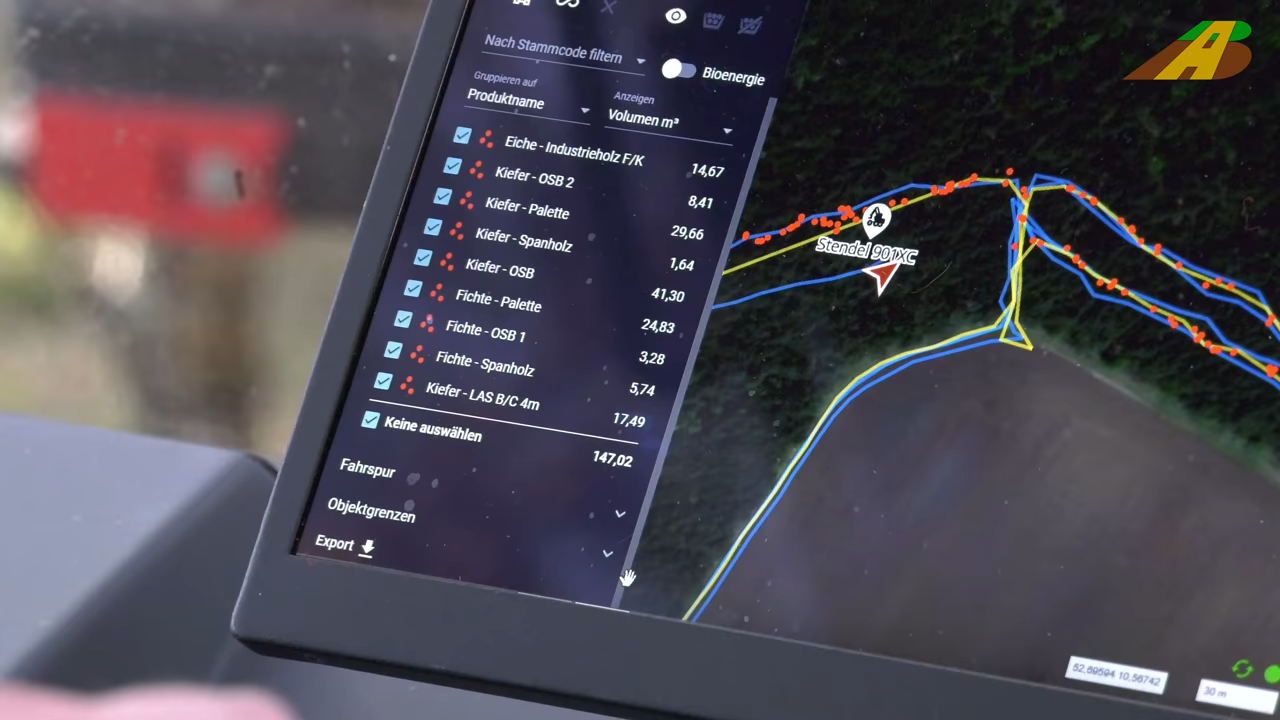 Nach Stammcode filtern
Bioenergie
Gruppieren auf
Produktname
Anzeigen
Volumen m³
Eiche - Industrieholz F/K 14,67
Kiefer - OSB 2 8,41
Kiefer - Palette 29,66
Kiefer - Spanholz 1,64
Kiefer - OSB 41,30
Fichte - Palette 24,83
Fichte - OSB 1 3,28
Fichte - Spanholz 5,74
Kiefer - LAS B/C 4m 17,49
Keine auswählen 147,02
Fahrspur
Objektgrenzen
Export
Stendel 901XC
52,69594 10,56742
30 m
AB